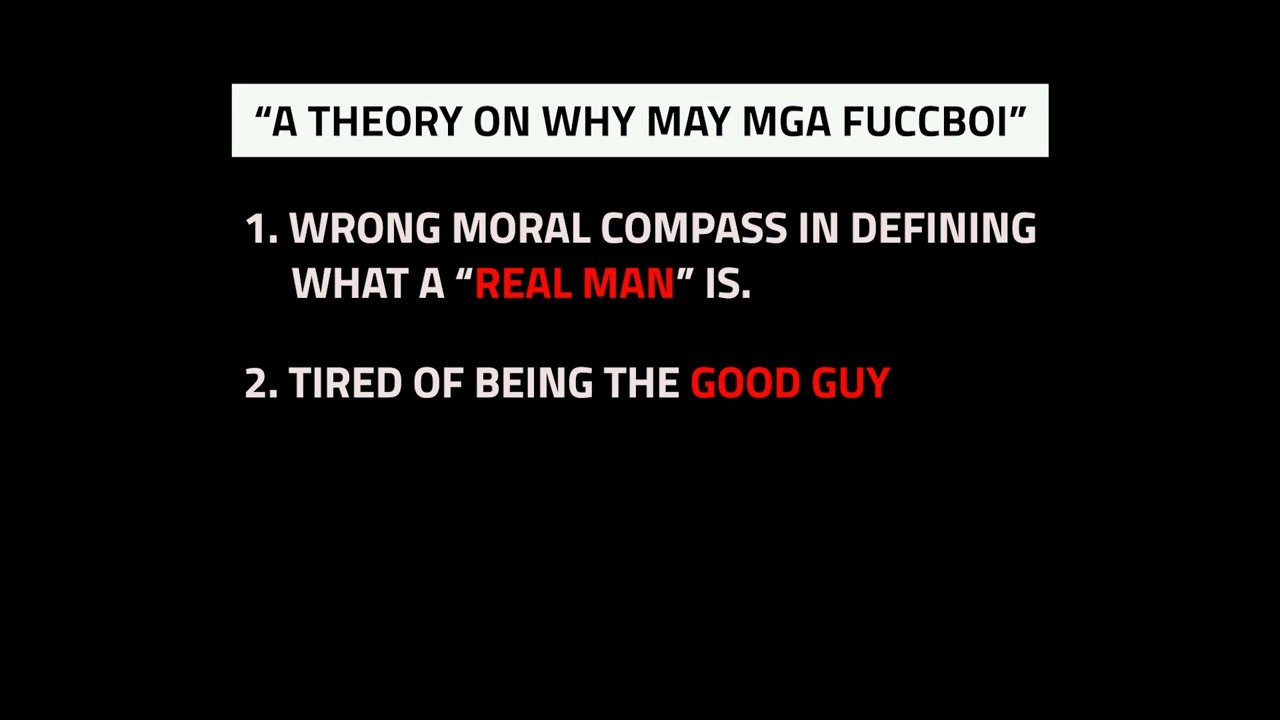 “A THEORY ON WHY MAY MGA FUCCBOI”
1. WRONG MORAL COMPASS IN DEFINING
WHAT A “REAL MAN” IS.
2. TIRED OF BEING THE GOOD GUY